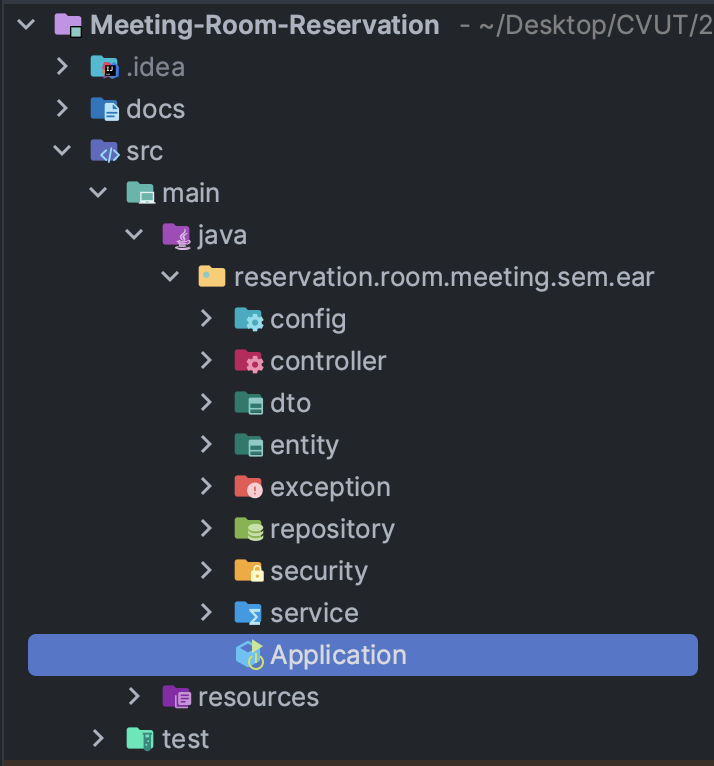 Meeting-Room-Reservation - ~/Desktop/CVUT/2
.idea
docs
src
main
java
reservation.room.meeting.sem.ear
config
controller
dto
entity
exception
repository
security
service
Application
resources
test